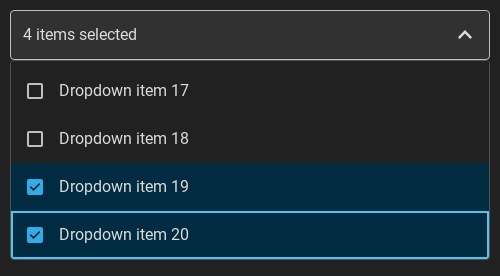 4 items selected
Dropdown item 17
Dropdown item 18
Dropdown item 19
Dropdown item 20